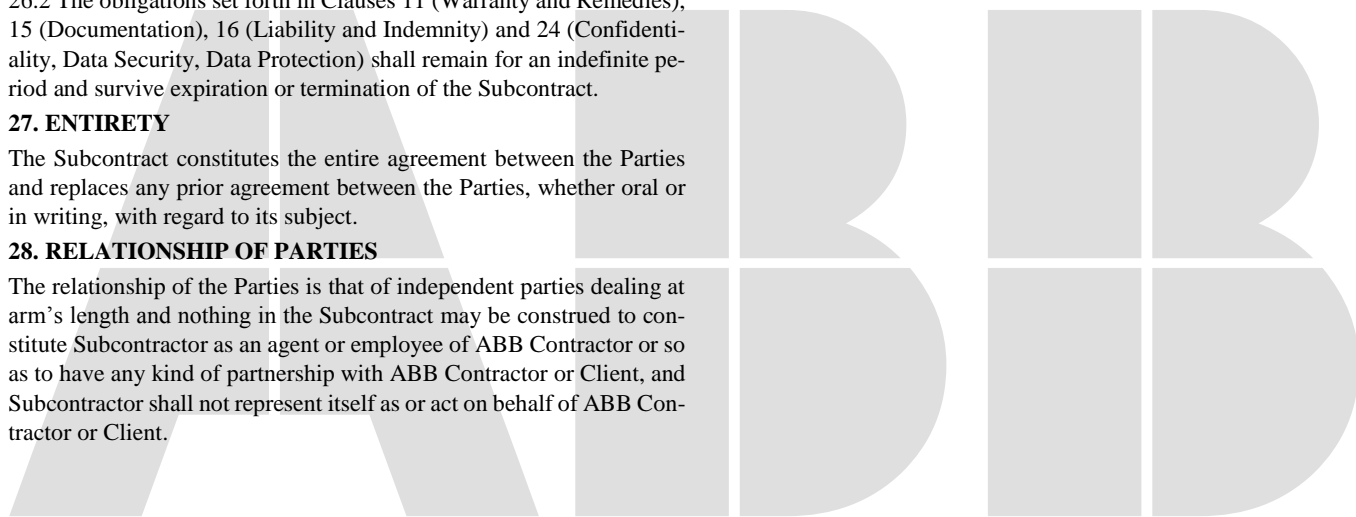 26.2 The obligations set forth in Clauses 11 (Warranty and Remedies),
15 (Documentation), 16 (Liability and Indemnity) and 24 (Confidenti-
ality, Data Security, Data Protection) shall remain for an indefinite pe-
riod and survive expiration or termination of the Subcontract.
27. ENTIRETY
The Subcontract constitutes the entire agreement between the Parties
and replaces any prior agreement between the Parties, whether oral or
in writing, with regard to its subject.
28. RELATIONSHIP OF PARTIES
The relationship of the Parties is that of independent parties dealing at
arm’s length and nothing in the Subcontract may be construed to con-
stitute Subcontractor as an agent or employee of ABB Contractor or so
as to have any kind of partnership with ABB Contractor or Client, and
Subcontractor shall not represent itself as or act on behalf of ABB Con-
tractor or Client.
ABB